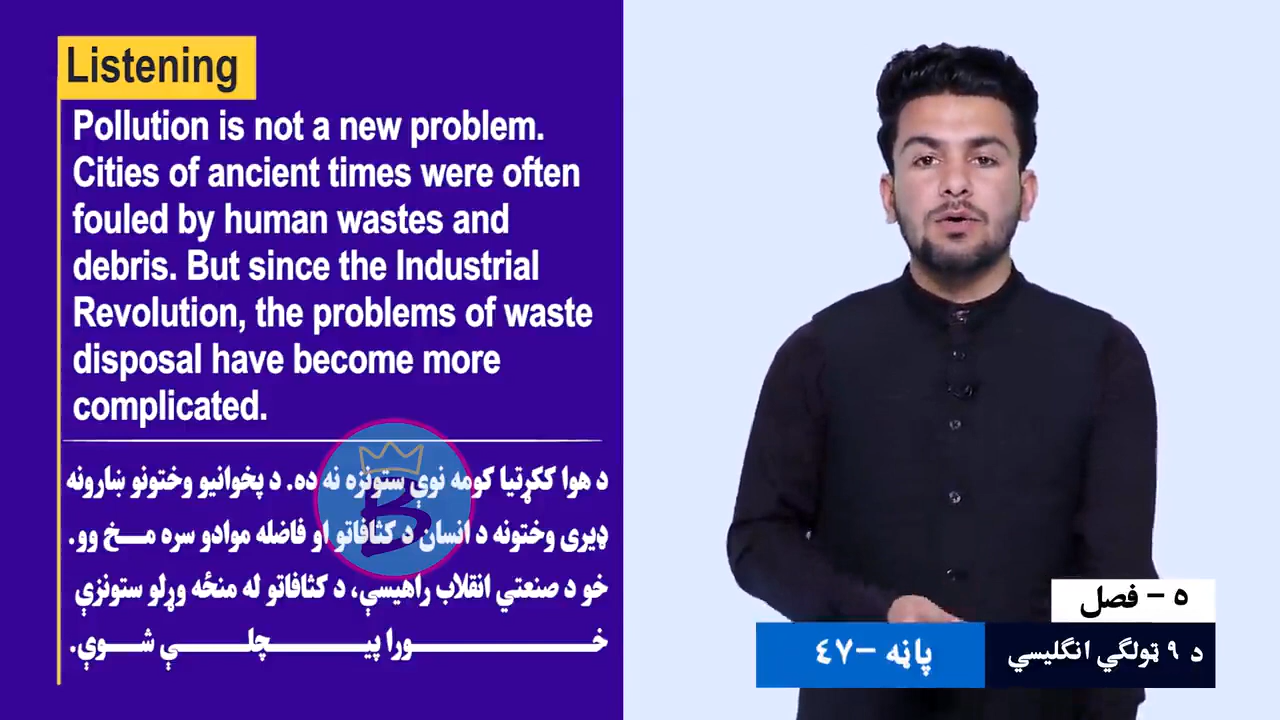 Listening
Pollution is not a new problem.
Cities of ancient times were often
fouled by human wastes and
debris. But since the Industrial
Revolution, the problems of waste
disposal have become more
complicated.
د هوا ککړتیا کومه نوې ستونزه نه ده. د پخوانیو وختونو ښارونه
ډیری وختونه د انسان د کثافاتو او فاضله موادو سره مخ وو.
خو د صنعتي انقلاب راهیسې، د کثافاتو له منځه وړلو ستونزې
خورا پیچلې شوې.
B
۵ - فصل
د ۹ ټولګي انګلیسي
پاڼه -۴۷